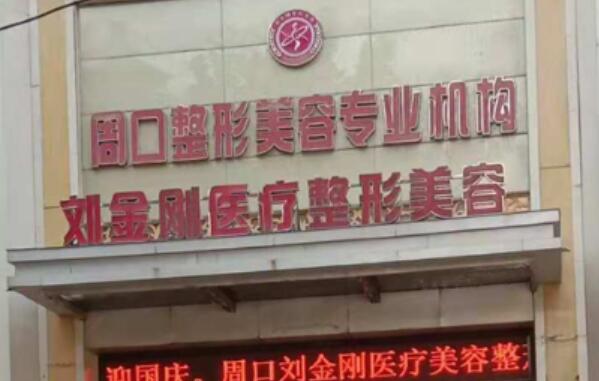 周口整形美容专业机构
刘金刚医疗整形美容
迎国庆。周口刘金刚医疗美容整形